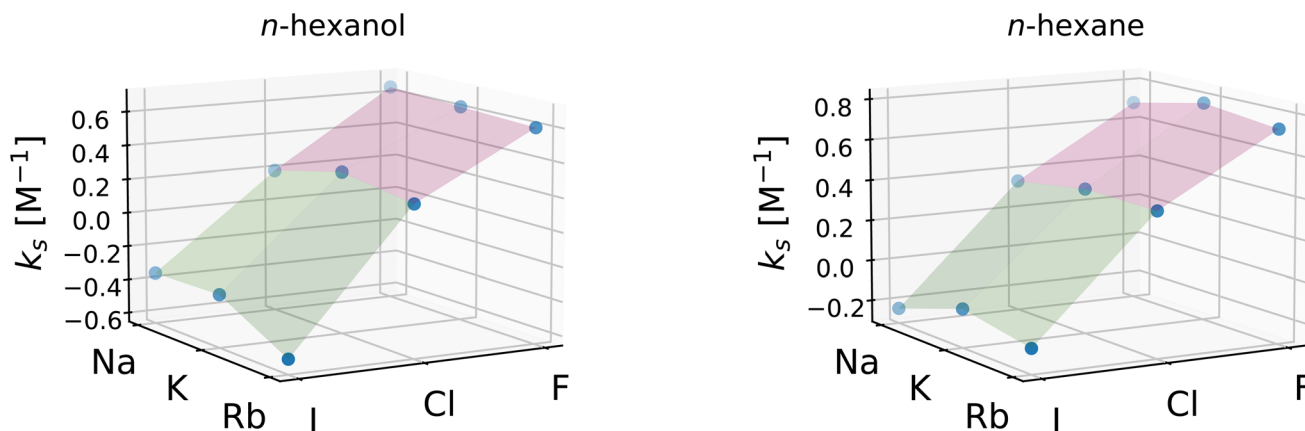 n-hexanol
k_s [M⁻¹]
0.6
0.4
0.2
0.0
−0.2
−0.4
−0.6
Na
K
Rb
I
Cl
F
n-hexane
k_s [M⁻¹]
0.8
0.6
0.4
0.2
0.0
−0.2
Na
K
Rb
I
Cl
F